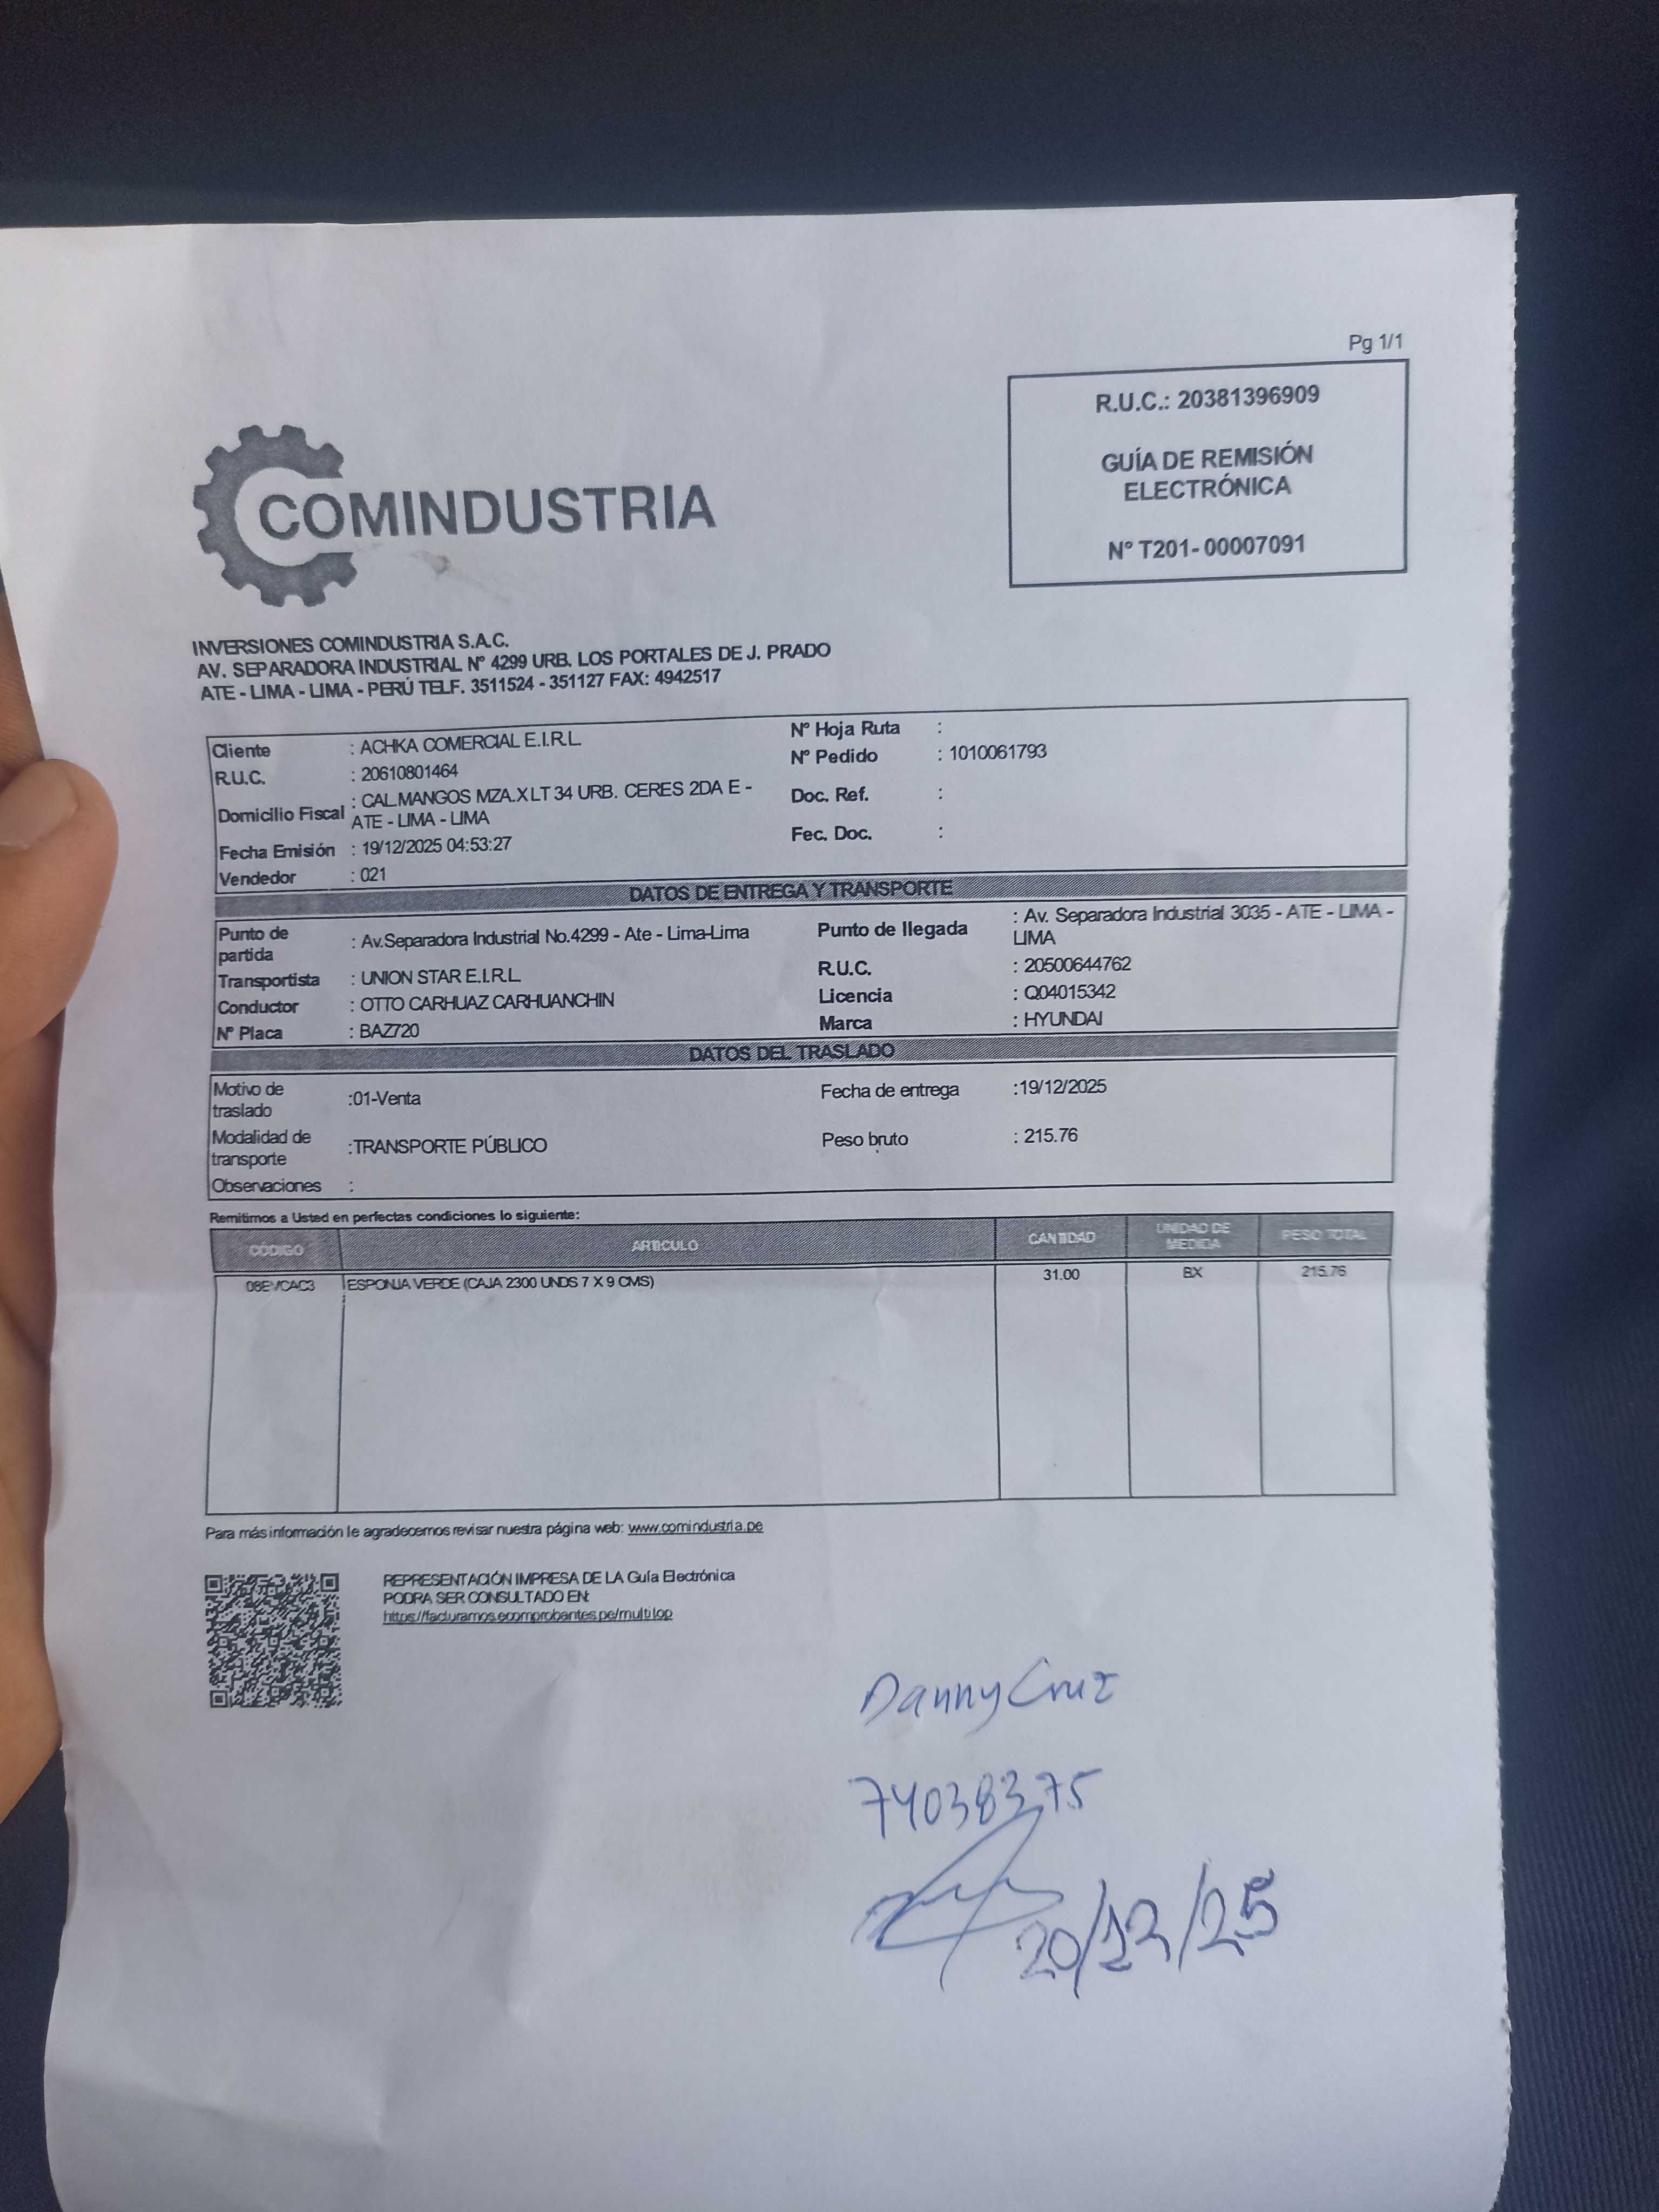 Pg 1/1
R.U.C.: 20381396909
GUÍA DE REMISIÓN
ELECTRÓNICA
Nº T201- 00007091
COMINDUSTRIA
INVERSIONES COMINDUSTRIA S.A.C.
AV. SEPARADORA INDUSTRIAL Nº 4299 URB. LOS PORTALES DE J. PRADO
ATE - LIMA - LIMA - PERÚ TELF. 3511524 - 351127 FAX: 4942517
Cliente : ACHKA COMERCIAL E.I.R.L.
R.U.C. : 20610801464
Domicilio Fiscal : CAL.MANGOS MZA.X LT 34 URB. CERES 2DA E -
ATE - LIMA - LIMA
Fecha Emisión : 19/12/2025 04:53:27
Vendedor : 021
Nº Hoja Ruta :
Nº Pedido : 1010061793
Doc. Ref. :
Fec. Doc. :
DATOS DE ENTREGA Y TRANSPORTE
Punto de partida : Av.Separadora Industrial No.4299 - Ate - Lima-Lima
Transportista : UNION STAR E.I.R.L.
Conductor : OTTO CARHUAZ CARHUANCHIN
Nº Placa : BAZ720
Punto de llegada : Av. Separadora Industrial 3035 - ATE - LIMA -
LIMA
R.U.C. : 20500644762
Licencia : Q04015342
Marca : HYUNDAI
DATOS DEL TRASLADO
Motivo de traslado :01-Venta
Fecha de entrega :19/12/2025
Modalidad de transporte :TRANSPORTE PÚBLICO
Peso bruto : 215.76
Observaciones :
Remitimos a Usted en perfectas condiciones lo siguiente:
CÓDIGO ARTICULO CANTIDAD UNIDAD DE MEDIDA PESO TOTAL
08EVCAC3 ESPONJA VERDE (CAJA 2300 UNDS 7 X 9 CMS) 31.00 BX 215.76
Para más información le agradecemos revisar nuestra página web: www.comindustria.pe
REPRESENTACIÓN IMPRESA DE LA Guía Electrónica
PODRA SER CONSULTADO EN:
https://facturamos.ecomprobantes.pe/multilop
Danny Cruz
74038375
20/12/25